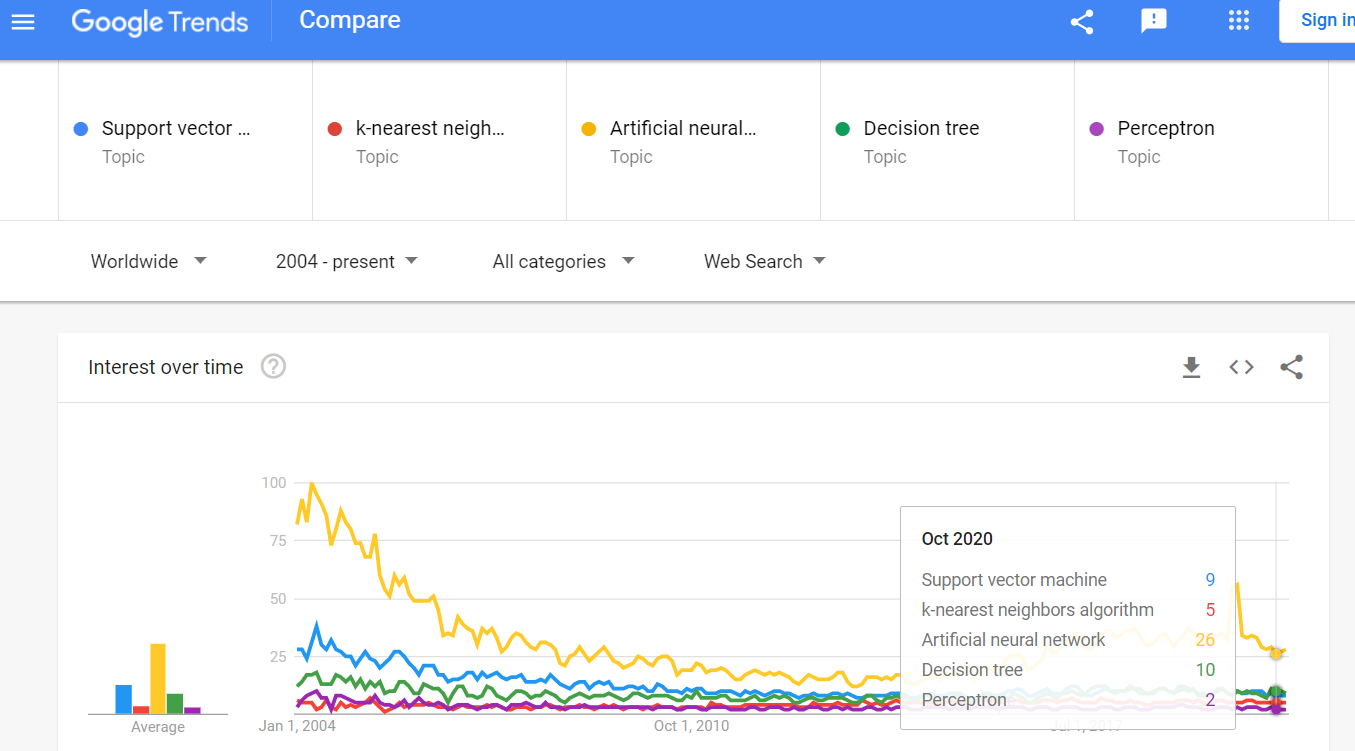 Google Trends Compare Sign in
Support vector ... k-nearest neigh... Artificial neural... Decision tree Perceptron
Topic Topic Topic Topic Topic
Worldwide 2004 - present All categories Web Search
Interest over time ?
100
75
50
25
Average
Jan 1, 2004 Oct 1, 2010 Jul 1, 2017
Oct 2020
Support vector machine 9
k-nearest neighbors algorithm 5
Artificial neural network 26
Decision tree 10
Perceptron 2